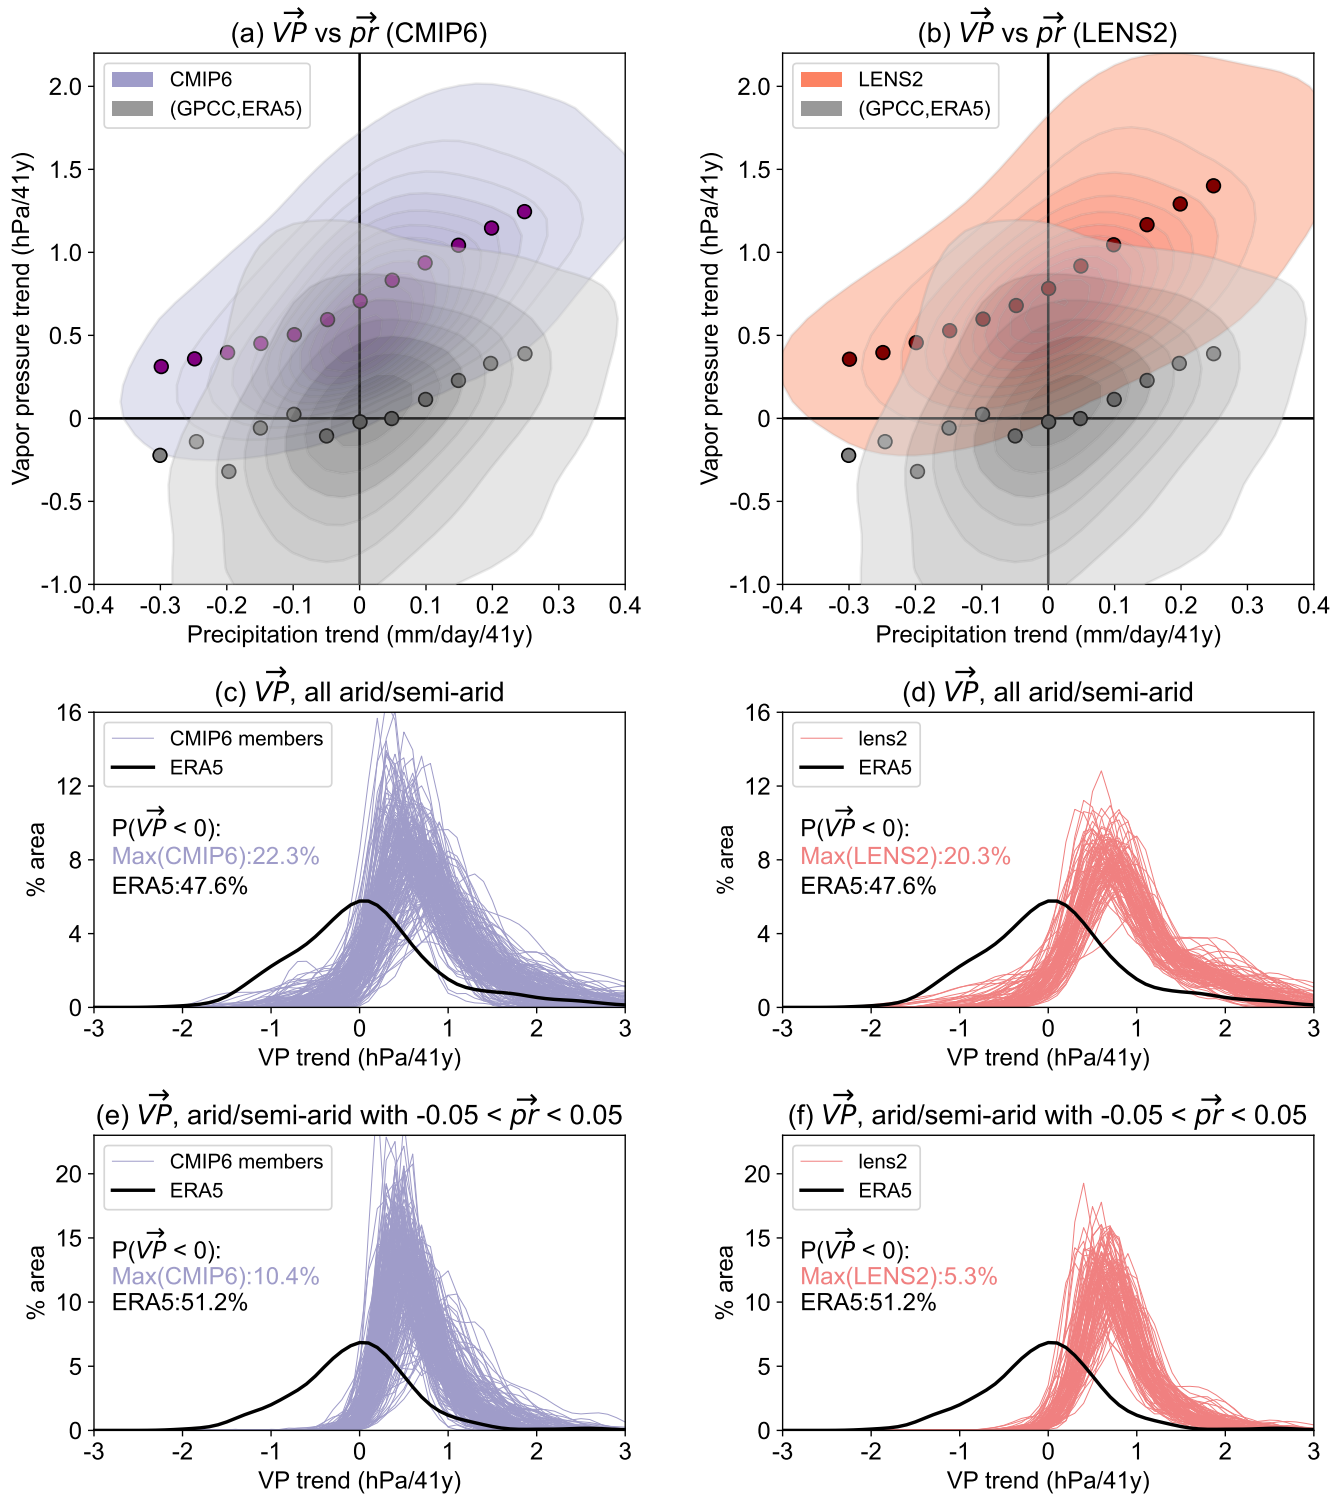 (a) VP vs pr (CMIP6)
CMIP6
(GPCC,ERA5)
Vapor pressure trend (hPa/41y)
2.0
1.5
1.0
0.5
0
-0.5
-1.0
-0.4 -0.3 -0.2 -0.1 0 0.1 0.2 0.3 0.4
Precipitation trend (mm/day/41y)
(b) VP vs pr (LENS2)
LENS2
(GPCC,ERA5)
Vapor pressure trend (hPa/41y)
2.0
1.5
1.0
0.5
0
-0.5
-1.0
-0.4 -0.3 -0.2 -0.1 0 0.1 0.2 0.3 0.4
Precipitation trend (mm/day/41y)
(c) VP, all arid/semi-arid
CMIP6 members
ERA5
P(VP < 0):
Max(CMIP6):22.3%
ERA5:47.6%
% area
16
12
8
4
0
-3 -2 -1 0 1 2 3
VP trend (hPa/41y)
(d) VP, all arid/semi-arid
lens2
ERA5
P(VP < 0):
Max(LENS2):20.3%
ERA5:47.6%
% area
16
12
8
4
0
-3 -2 -1 0 1 2 3
VP trend (hPa/41y)
(e) VP, arid/semi-arid with -0.05 < pr < 0.05
CMIP6 members
ERA5
P(VP < 0):
Max(CMIP6):10.4%
ERA5:51.2%
% area
20
15
10
5
0
-3 -2 -1 0 1 2 3
VP trend (hPa/41y)
(f) VP, arid/semi-arid with -0.05 < pr < 0.05
lens2
ERA5
P(VP < 0):
Max(LENS2):5.3%
ERA5:51.2%
% area
20
15
10
5
0
-3 -2 -1 0 1 2 3
VP trend (hPa/41y)